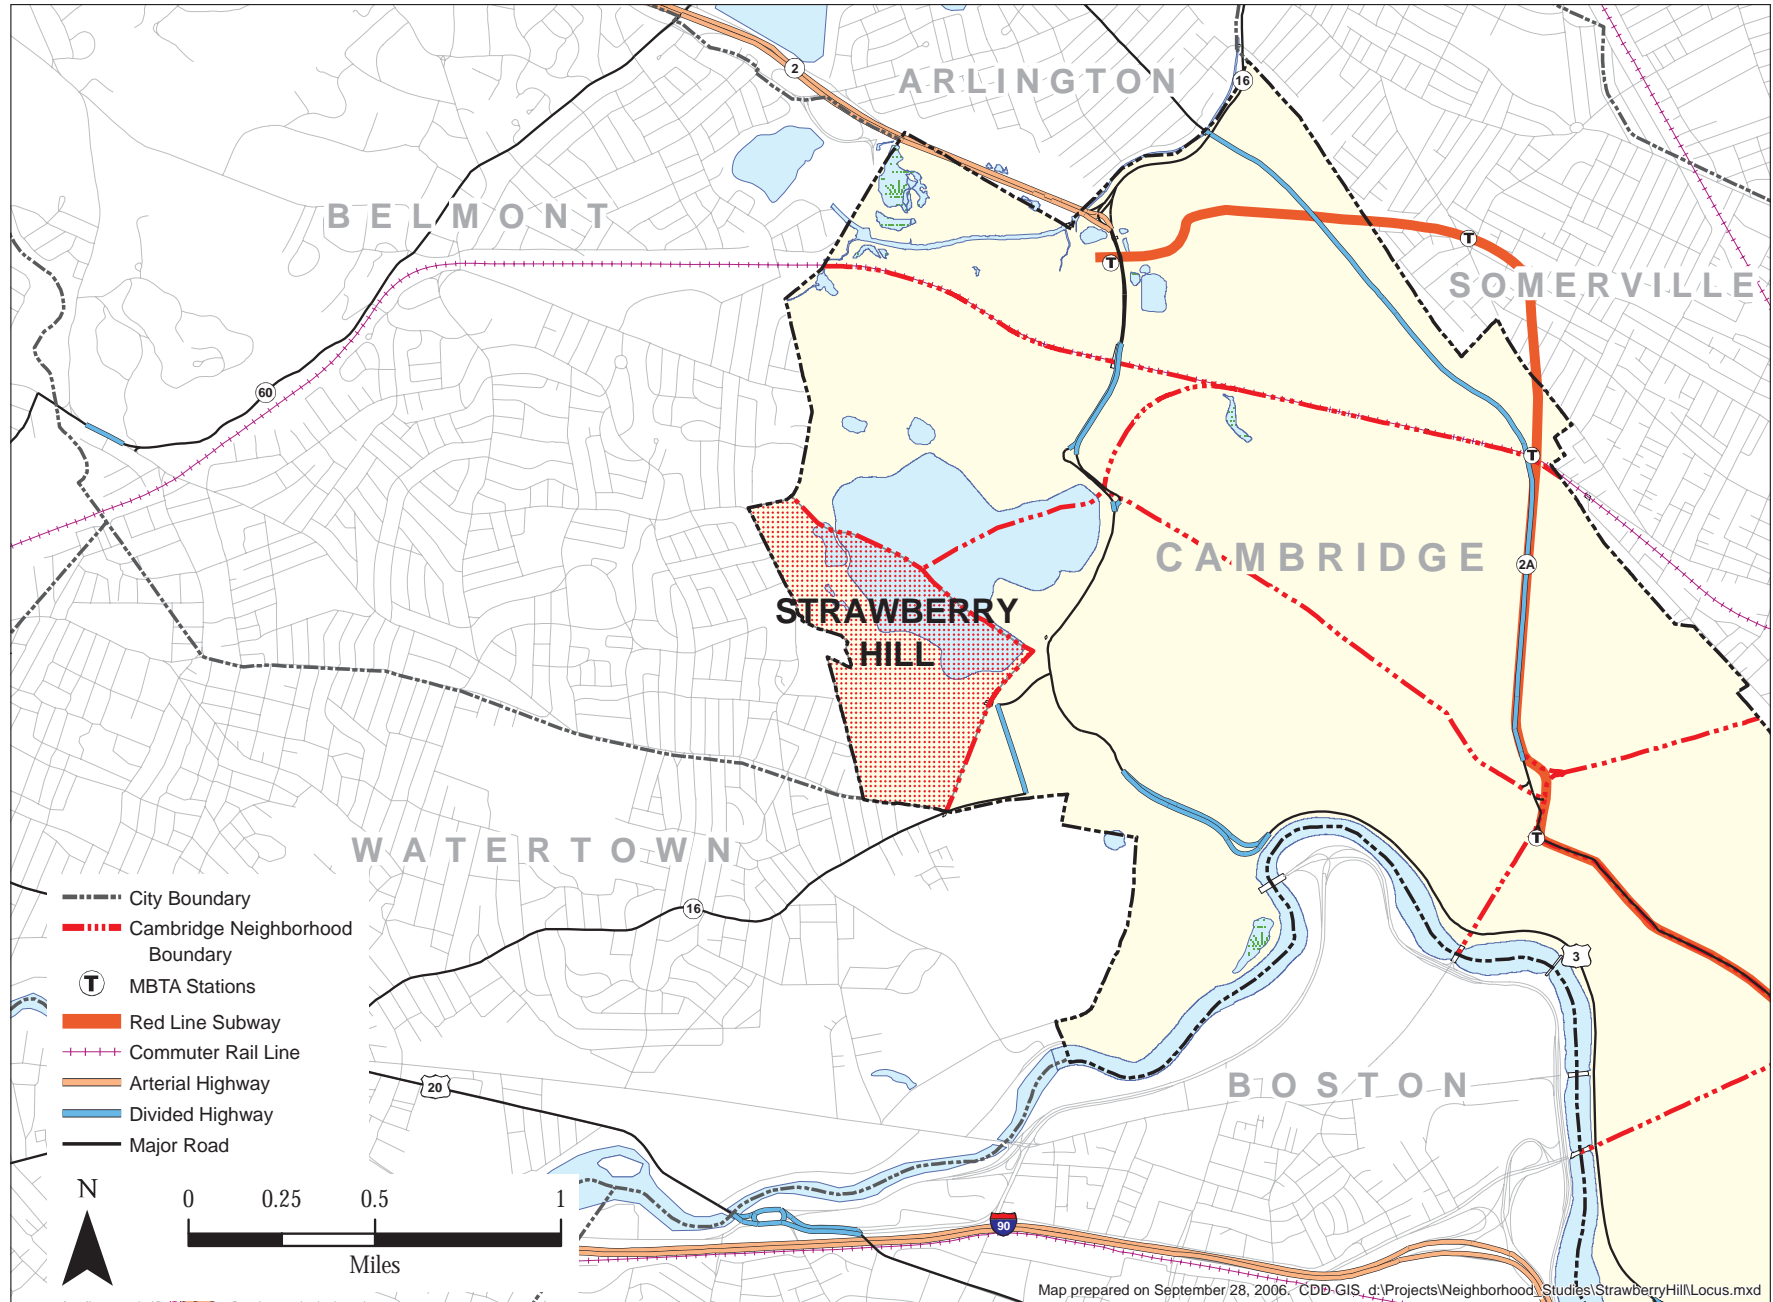 2
ARLINGTON
16
BELMONT
T
T
SOMERVILLE
60
T
CAMBRIDGE
2A
STRAWBERRY
HILL
WATERTOWN
T
16
3
City Boundary
Cambridge Neighborhood
Boundary
T MBTA Stations
Red Line Subway
Commuter Rail Line
Arterial Highway
Divided Highway
Major Road
20
BOSTON
90
N
0 0.25 0.5 1
Miles
Map prepared on September 28, 2006. CDD GIS d:\Projects\Neighborhood_Studies\StrawberryHill\Locus.mxd